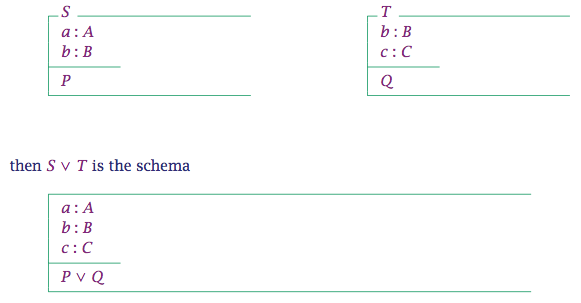 S
a : A
b : B
P
T
b : B
c : C
Q
then S ∨ T is the schema
a : A
b : B
c : C
P ∨ Q